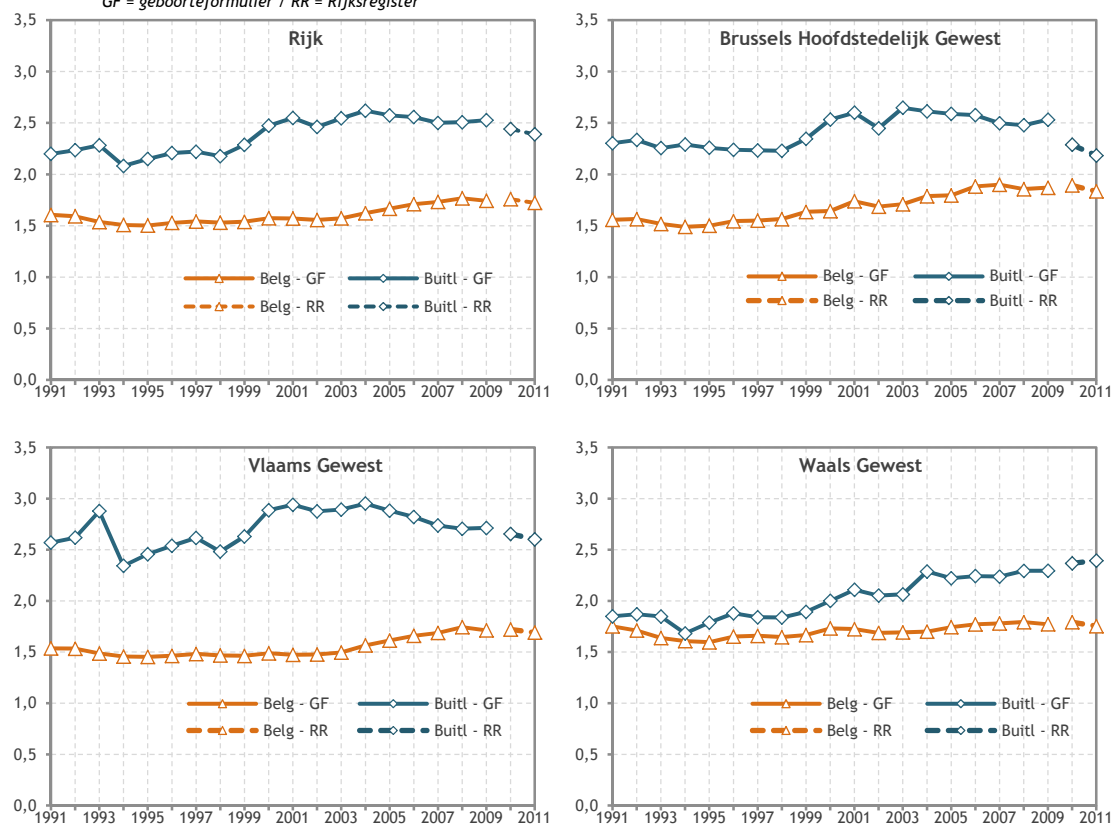 GF = geboorteformulier / RR = Rijksregister
Rijk
3,5
3,0
2,5
2,0
1,5
1,0
0,5
0,0
Belg - GF
Buitl - GF
Belg - RR
Buitl - RR
1991 1993 1995 1997 1999 2001 2003 2005 2007 2009 2011
Brussels Hoofdstedelijk Gewest
3,5
3,0
2,5
2,0
1,5
1,0
0,5
0,0
Belg - GF
Buitl - GF
Belg - RR
Buitl - RR
1991 1993 1995 1997 1999 2001 2003 2005 2007 2009 2011
Vlaams Gewest
3,5
3,0
2,5
2,0
1,5
1,0
0,5
0,0
Belg - GF
Buitl - GF
Belg - RR
Buitl - RR
1991 1993 1995 1997 1999 2001 2003 2005 2007 2009 2011
Waals Gewest
3,5
3,0
2,5
2,0
1,5
1,0
0,5
0,0
Belg - GF
Buitl - GF
Belg - RR
Buitl - RR
1991 1993 1995 1997 1999 2001 2003 2005 2007 2009 2011